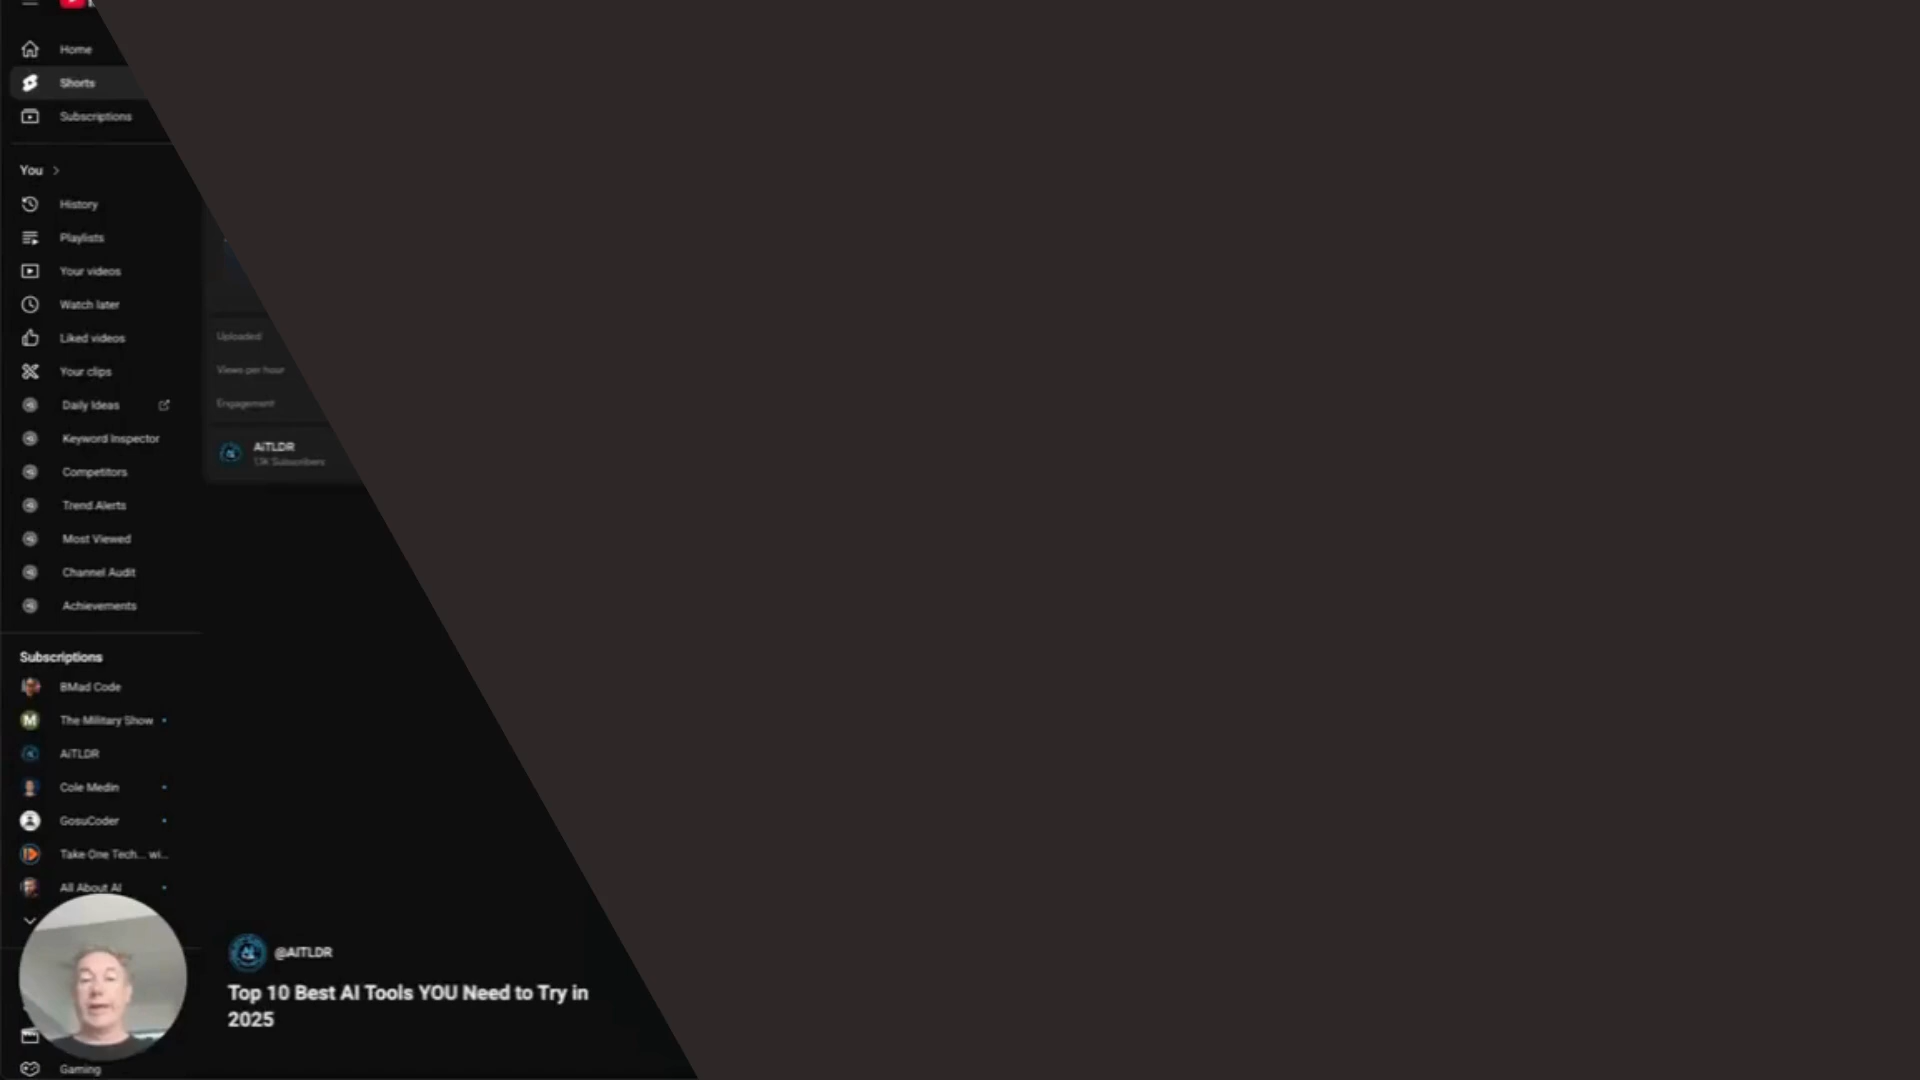 Home
Shorts
Subscriptions
You
History
Playlists
Your videos
Watch later
Liked videos
Your clips
Daily Ideas
Keyword Inspector
Competitors
Trend Alerts
Most Viewed
Channel Audit
Achievements
Uploaded
Views per hour
Engagement
AiTLDR
Subscribers
Subscriptions
BMad Code
M
The Military Show
AiTLDR
Cole Medin
GosuCoder
Take One Tech... wi...
All About AI
@AITLDR
Top 10 Best AI Tools YOU Need to Try in
2025
Gaming